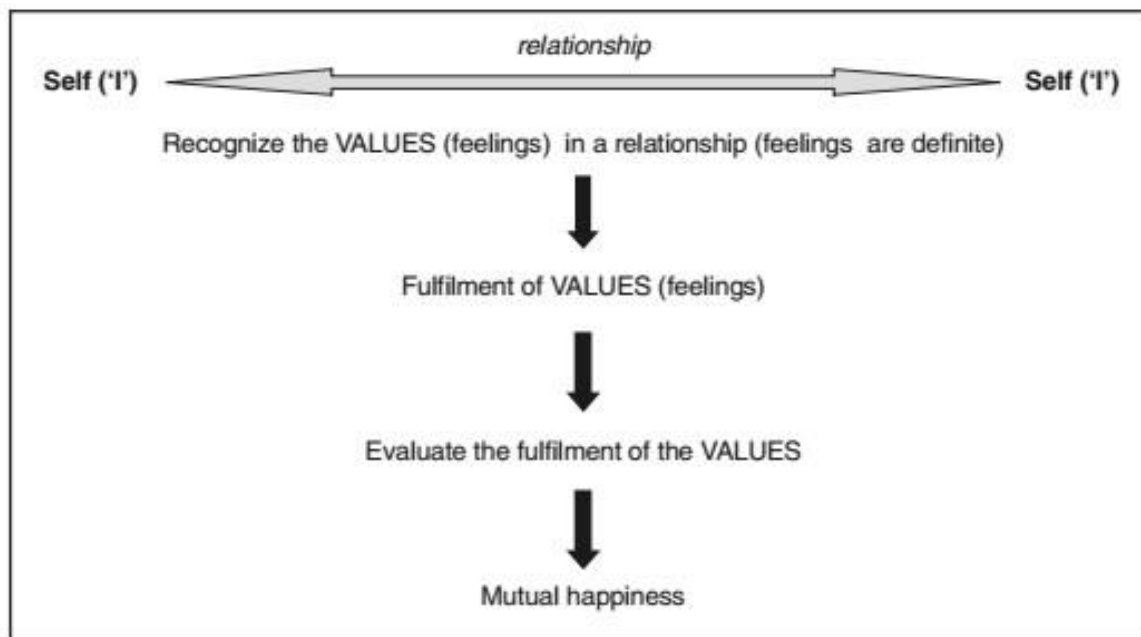 relationship
Self (‘I’) Self (‘I’)
Recognize the VALUES (feelings) in a relationship (feelings are definite)
Fulfilment of VALUES (feelings)
Evaluate the fulfilment of the VALUES
Mutual happiness